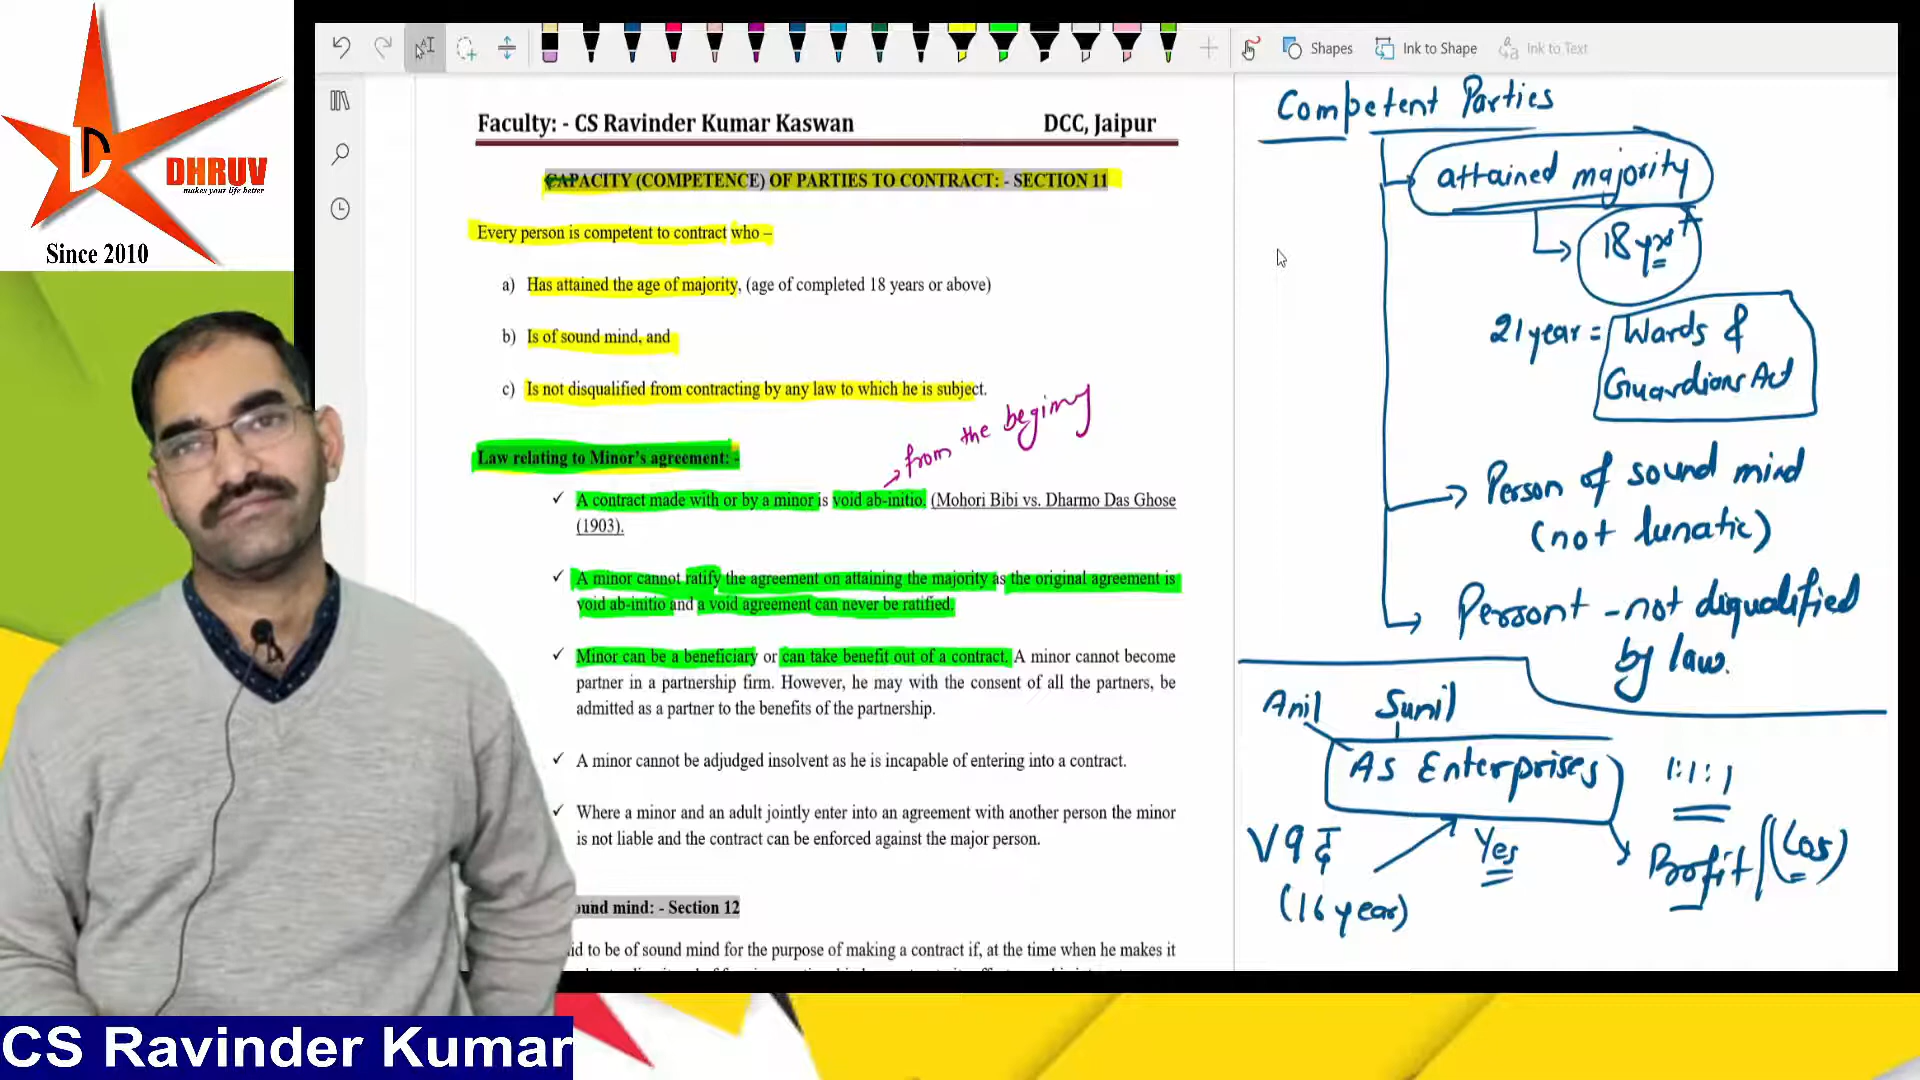 DC
DHRUV
makes your life better
Since 2010
Shapes
Ink to Shape
Ink to Text
Faculty: - CS Ravinder Kumar Kaswan DCC, Jaipur
CAPACITY (COMPETENCE) OF PARTIES TO CONTRACT: - SECTION 11
Every person is competent to contract who –
a) Has attained the age of majority, (age of completed 18 years or above)
b) Is of sound mind, and
c) Is not disqualified from contracting by any law to which he is subject.
from the begining
Law relating to Minor's agreement: -
✓ A contract made with or by a minor is void ab-initio. (Mohori Bibi vs. Dharmo Das Ghose
(1903).
✓ A minor cannot ratify the agreement on attaining the majority as the original agreement is
void ab-initio and a void agreement can never be ratified.
✓ Minor can be a beneficiary or can take benefit out of a contract. A minor cannot become
partner in a partnership firm. However, he may with the consent of all the partners, be
admitted as a partner to the benefits of the partnership.
✓ A minor cannot be adjudged insolvent as he is incapable of entering into a contract.
✓ Where a minor and an adult jointly enter into an agreement with another person the minor
is not liable and the contract can be enforced against the major person.
ound mind: - Section 12
id to be of sound mind for the purpose of making a contract if, at the time when he makes it
Competent Parties
attained majority
18 yrs
21 year = Wards &
Guardians Act
Person of sound mind
(not lunatic)
Persont - not disqualified
by law.
Anil Sunil
As Enterprises
1:1:1
Yes
(16 year)
Profit / (Los)
CS Ravinder Kumar